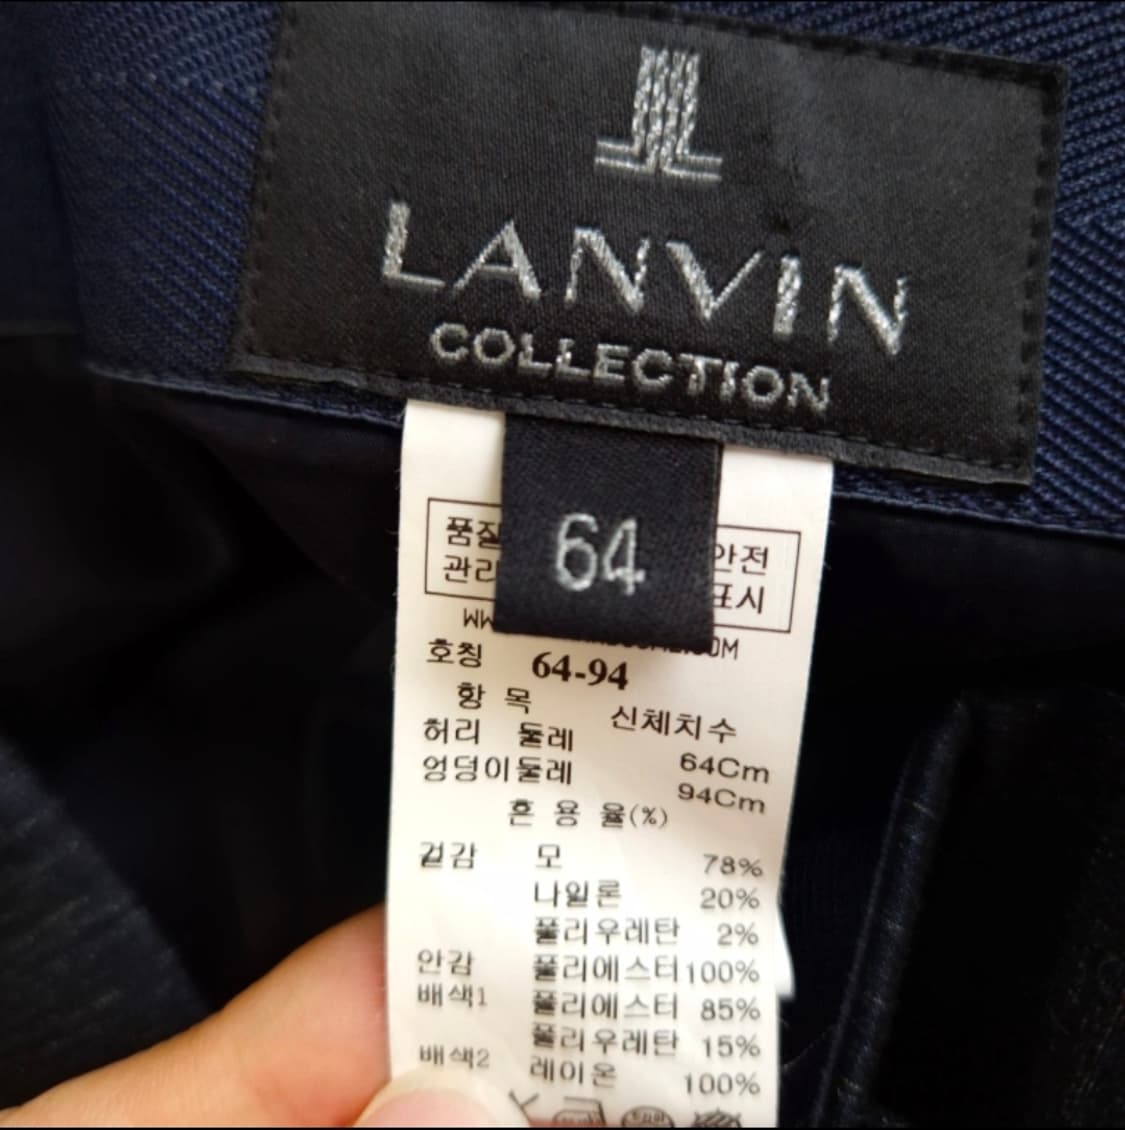 LANVIN
COLLECTION
64
품질
안전
관리
표시
호칭 64-94
항 목 신체치수
허리 둘레 64Cm
엉덩이둘레 94Cm
혼 용 율(%)
겉감 모 78%
나일론 20%
폴리우레탄 2%
안감 폴리에스터 100%
배색1 폴리에스터 85%
폴리우레탄 15%
배색2 레이온 100%